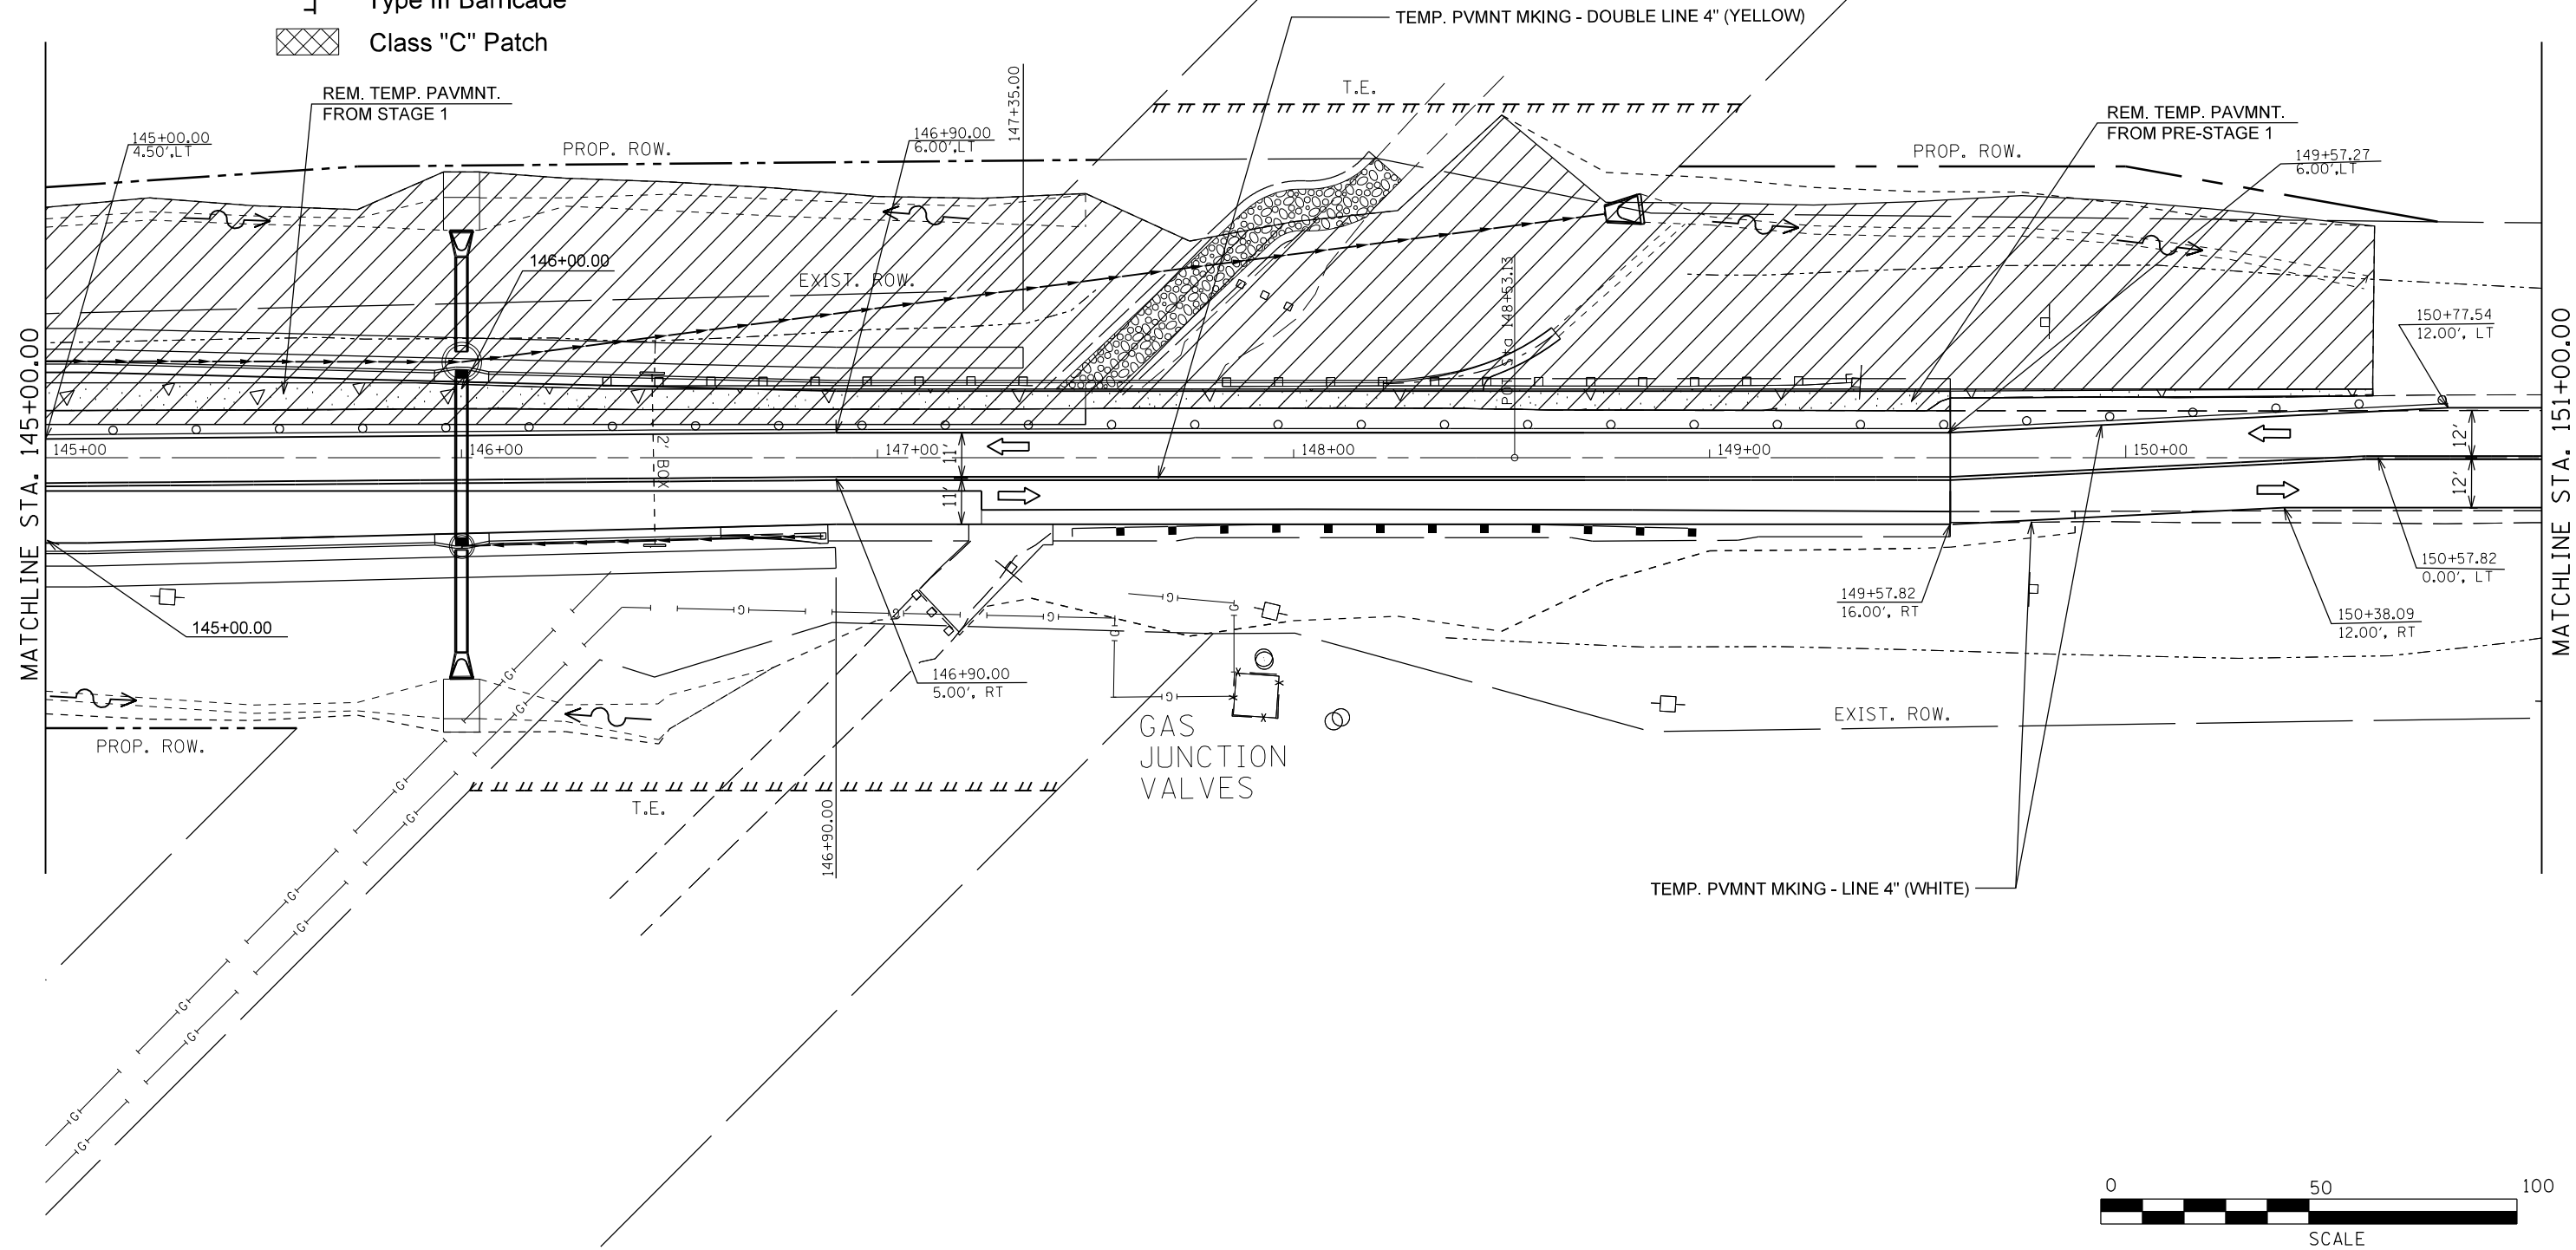 Type III Barricade
Class "C" Patch
TEMP. PVMNT MKING - DOUBLE LINE 4" (YELLOW)
T.E.
REM. TEMP. PAVMNT.
FROM STAGE 1
147+35.00
REM. TEMP. PAVMNT.
FROM PRE-STAGE 1
145+00.00
4.50', LT
PROP. ROW.
146+90.00
6.00', LT
PROP. ROW.
149+57.27
6.00', LT
146+00.00
EXIST. ROW.
POT Sta 148+53.13
150+77.54
12.00', LT
MATCHLINE STA. 145+00.00
MATCHLINE STA. 151+00.00
145+00
146+00
2' BOX
147+00
11'
11'
148+00
149+00
150+00
12'
12'
150+57.82
0.00', LT
149+57.82
16.00', RT
150+38.09
12.00', RT
145+00.00
G
G
G
G
G
G
G
G
G
146+90.00
5.00', RT
PROP. ROW.
GAS
JUNCTION
VALVES
EXIST. ROW.
T.E.
146+90.00
G
G
G
G
G
G
G
G
TEMP. PVMNT MKING - LINE 4" (WHITE)
0
50
100
SCALE